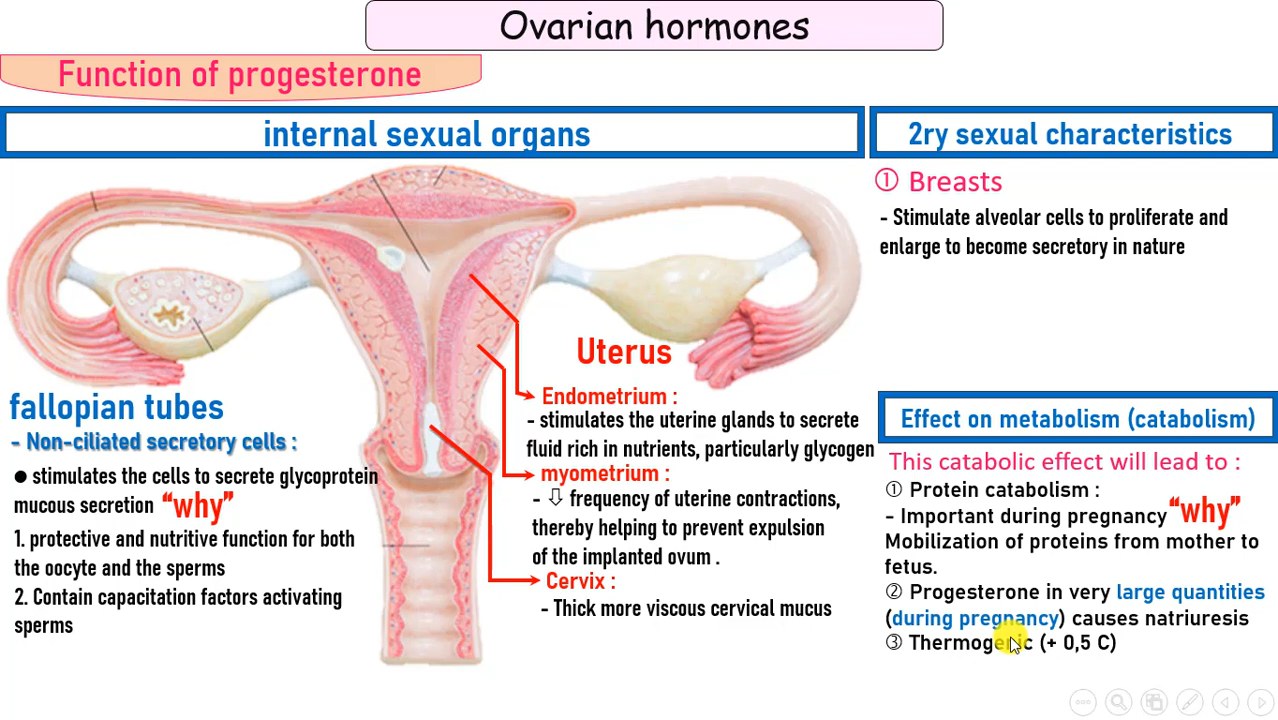 Ovarian hormones
Function of progesterone
internal sexual organs
fallopian tubes
- Non-ciliated secretory cells :
● stimulates the cells to secrete glycoprotein
mucous secretion "why"
1. protective and nutritive function for both
the oocyte and the sperms
2. Contain capacitation factors activating
sperms
Uterus
Endometrium :
- stimulates the uterine glands to secrete
fluid rich in nutrients, particularly glycogen
myometrium :
- ⇩ frequency of uterine contractions,
thereby helping to prevent expulsion
of the implanted ovum .
Cervix :
- Thick more viscous cervical mucus
2ry sexual characteristics
① Breasts
- Stimulate alveolar cells to proliferate and
enlarge to become secretory in nature
Effect on metabolism (catabolism)
This catabolic effect will lead to :
① Protein catabolism :
- Important during pregnancy "why"
Mobilization of proteins from mother to
fetus.
② Progesterone in very large quantities
(during pregnancy) causes natriuresis
③ Thermogenic (+ 0,5 C)